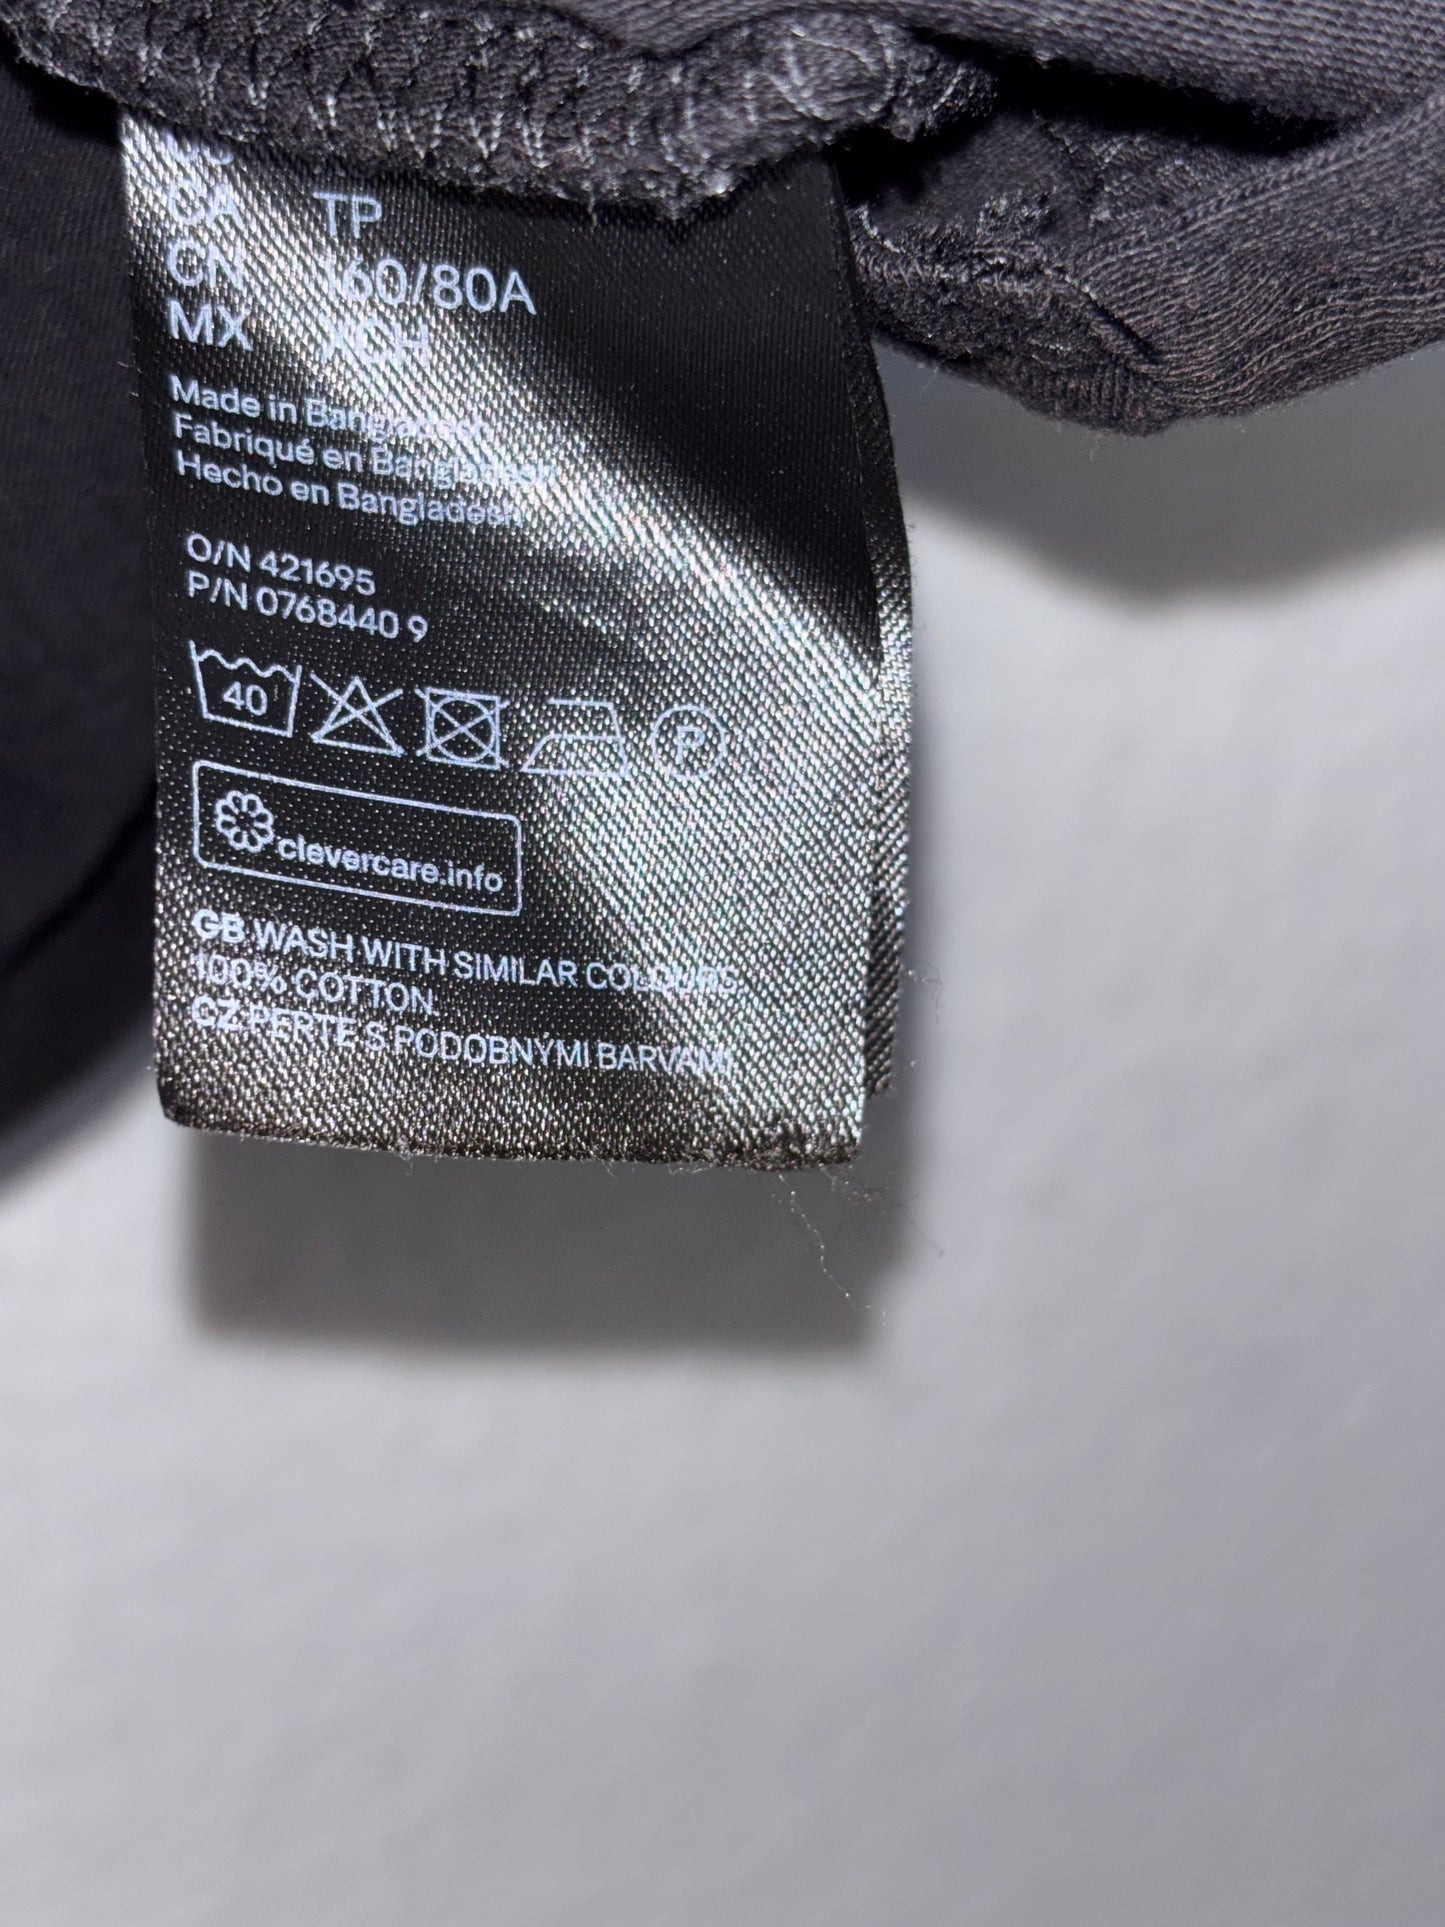 CA TP
CN 160/80A
MX XCH
Made in Bangladesh
Fabriqué en Bangladesh
Hecho en Bangladesh
O/N 421695
P/N 0768440 9
40 P
clevercare.info
GB WASH WITH SIMILAR COLOURS.
100% COTTON.
CZ PERTE S PODOBNÝMI BARVAMI